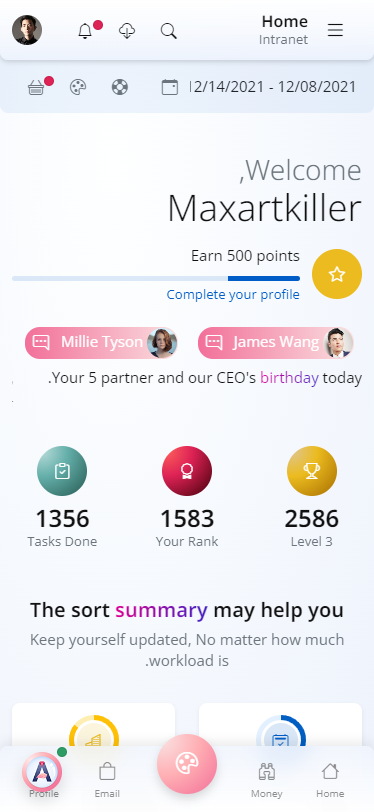 Home
Intranet
12/14/2021 - 12/08/2021
,Welcome
Maxartkiller
Earn 500 points
Complete your profile
James Wang
Millie Tyson
.Your 5 partner and our CEO's birthday today
2586
Level 3
1583
Your Rank
1356
Tasks Done
The sort summary may help you
Keep yourself updated, No matter how much
.workload is
Profile
Email
Money
Home